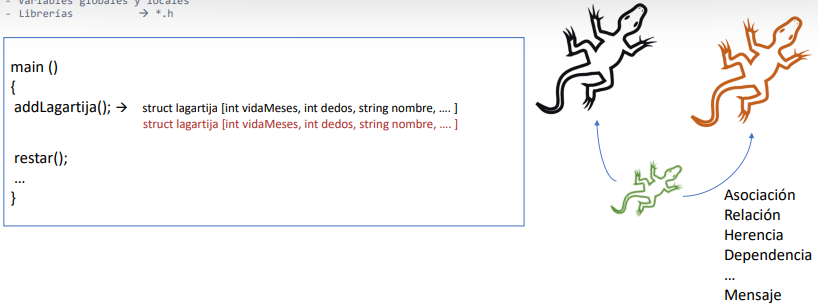 - Variables globales y locales
- Librerías → *.h
main ()
{
addLagartija(); → struct lagartija [int vidaMeses, int dedos, string nombre, .... ]
struct lagartija [int vidaMeses, int dedos, string nombre, .... ]
restar();
...
}
Asociación
Relación
Herencia
Dependencia
...
Mensaje